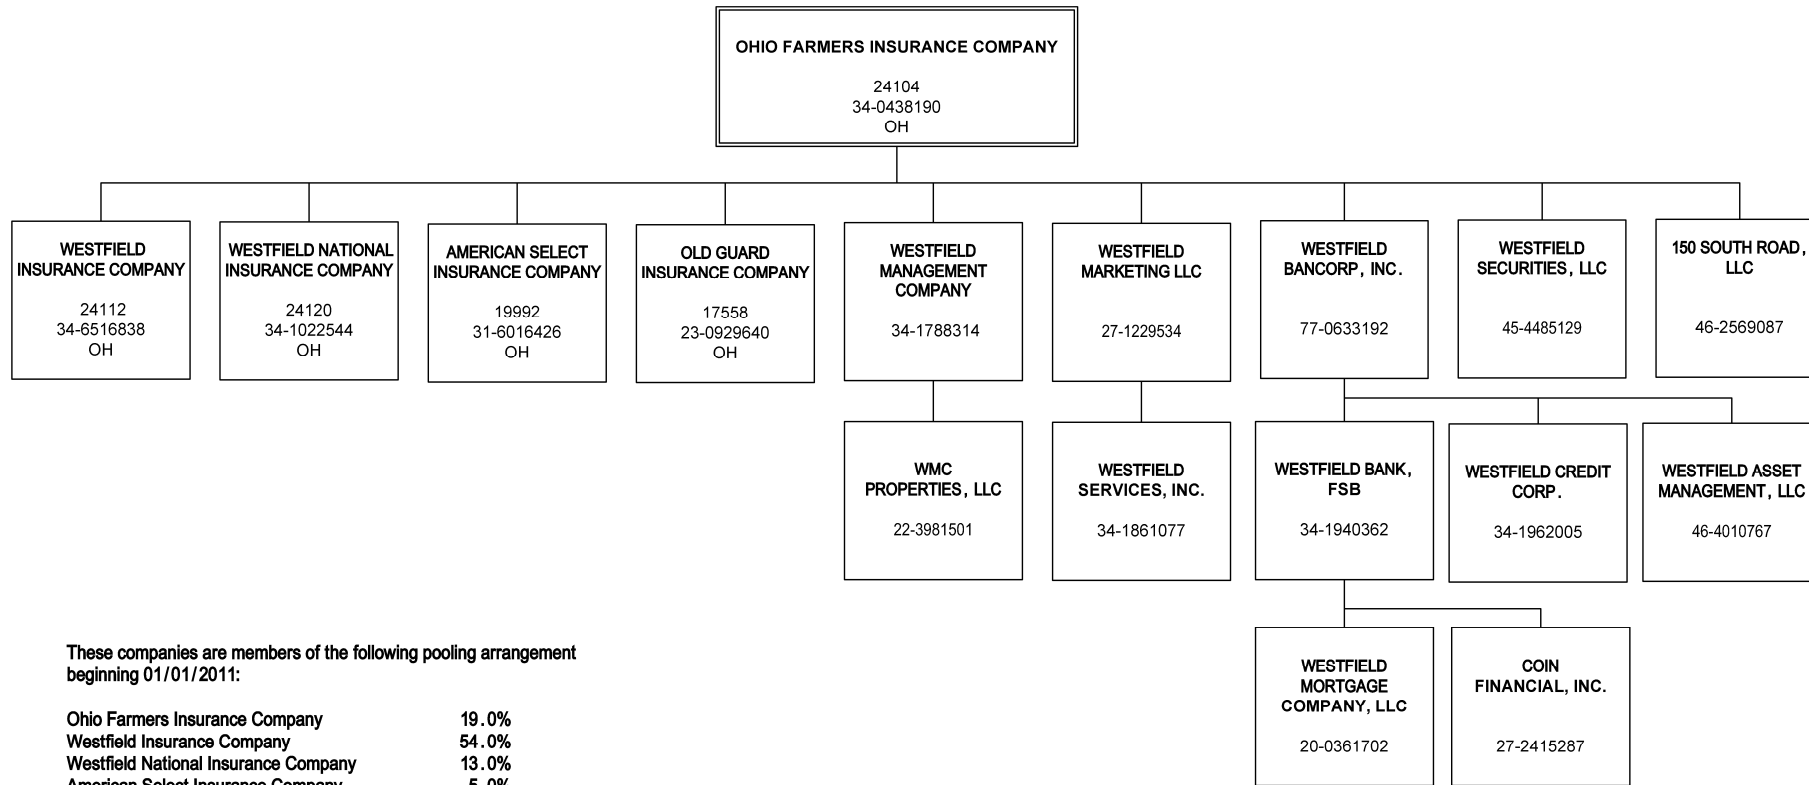 OHIO FARMERS INSURANCE COMPANY
24104
34-0438190
OH
WESTFIELD
INSURANCE COMPANY
24112
34-6516838
OH
WESTFIELD NATIONAL
INSURANCE COMPANY
24120
34-1022544
OH
AMERICAN SELECT
INSURANCE COMPANY
19992
31-6016426
OH
OLD GUARD
INSURANCE COMPANY
17558
23-0929640
OH
WESTFIELD
MANAGEMENT
COMPANY
34-1788314
WESTFIELD
MARKETING LLC
27-1229534
WESTFIELD
BANCORP, INC.
77-0633192
WESTFIELD
SECURITIES, LLC
45-4485129
150 SOUTH ROAD,
LLC
46-2569087
WMC
PROPERTIES, LLC
22-3981501
WESTFIELD
SERVICES, INC.
34-1861077
WESTFIELD BANK,
FSB
34-1940362
WESTFIELD CREDIT
CORP.
34-1962005
WESTFIELD ASSET
MANAGEMENT, LLC
46-4010767
WESTFIELD
MORTGAGE
COMPANY, LLC
20-0361702
COIN
FINANCIAL, INC.
27-2415287
These companies are members of the following pooling arrangement
beginning 01/01/2011:
Ohio Farmers Insurance Company 19.0%
Westfield Insurance Company 54.0%
Westfield National Insurance Company 13.0%
American Select Insurance Company 5.0%